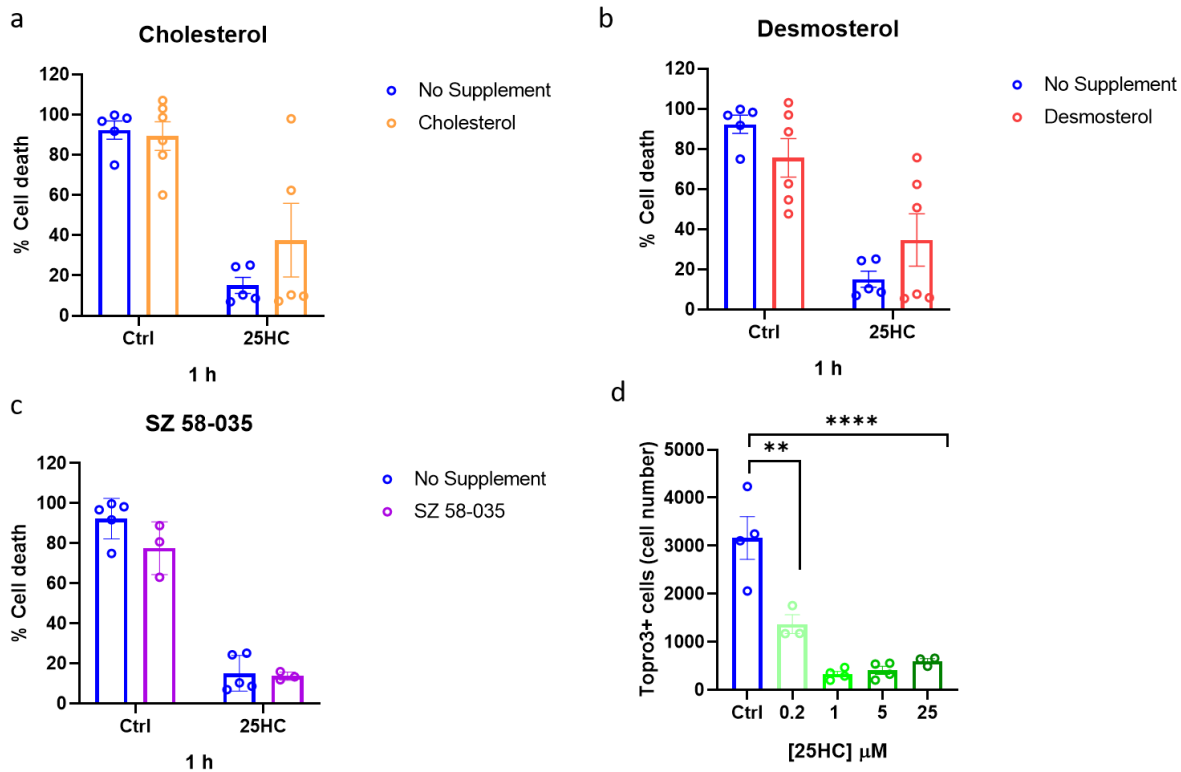 a
Cholesterol
120
100
80
60
40
20
0
% Cell death
Ctrl
25HC
1 h
No Supplement
Cholesterol
b
Desmosterol
120
100
80
60
40
20
0
% Cell death
Ctrl
25HC
1 h
No Supplement
Desmosterol
c
SZ 58-035
120
100
80
60
40
20
0
% Cell death
Ctrl
25HC
1 h
No Supplement
SZ 58-035
d
****
**
5000
4000
3000
2000
1000
0
Topro3+ cells (cell number)
Ctrl 0.2 1 5 25
[25HC] μM